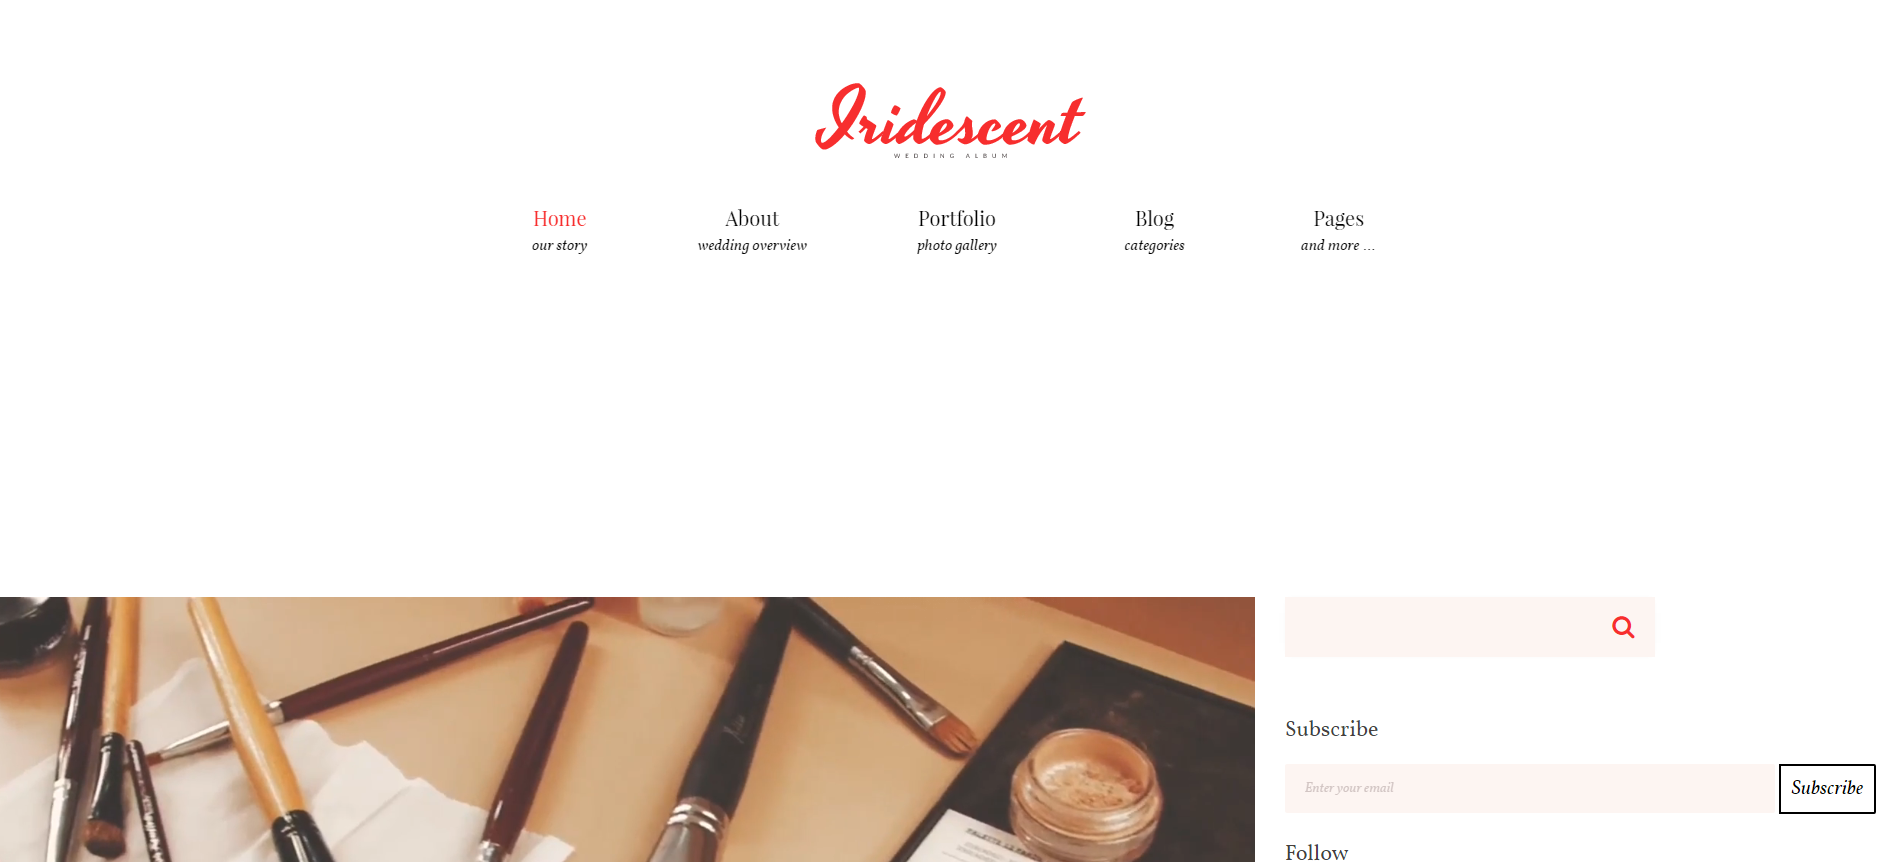 Iridescent
WEDDING ALBUM
Home About Portfolio Blog Pages
our story wedding overview photo gallery categories and more ...
Subscribe
Enter your email Subscribe
Follow